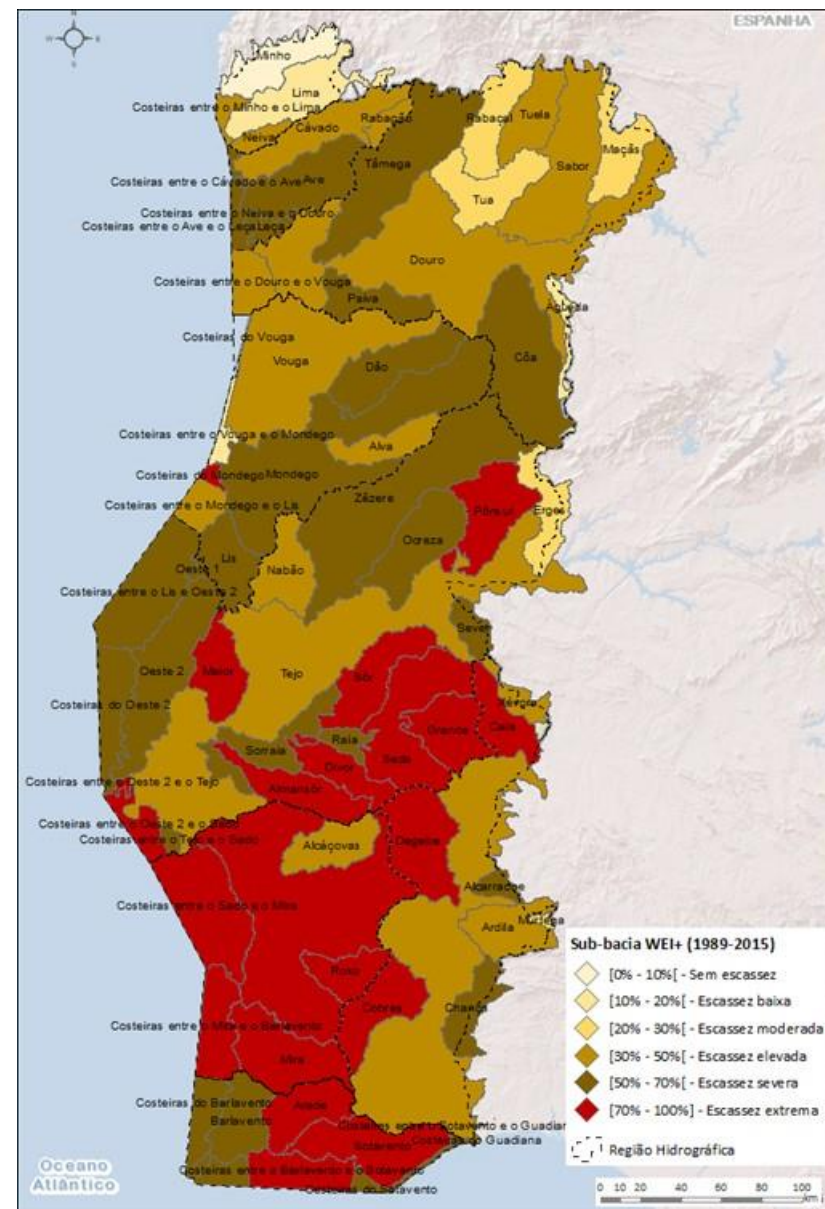 ESPANHA
N
Minho
Lima
Costeiras entre o Minho e o Lima
Neiva
Cávado
Rabagão
Rabaçal
Tuela
Maçãs
Tâmega
Sabor
Costeiras entre o Cávado e o Ave
Ave
Tua
Costeiras entre o Neiva e o Douro
Costeiras entre o Ave e o Leça
Leça
Douro
Costeiras entre o Douro e o Vouga
Paiva
Águeda
Costeiras do Vouga
Vouga
Dão
Côa
Costeiras entre o Vouga e o Mondego
Alva
Costeiras do Mondego
Mondego
Zêzere
Costeiras entre o Mondego e o Lis
Pônsul
Erges
Ocreza
Lis
Oeste 1
Nabão
Costeiras entre o Lis e Oeste 2
Sever
Oeste 2
Maior
Tejo
Sôr
Costeiras do Oeste 2
Xévora
Grande
Caia
Raia
Sorraia
Divor
Seda
Costeiras entre o Oeste 2 e o Tejo
Almansor
Costeiras entre o Oeste 2 e o Sado
Costeiras entre o Tejo e o Sado
Alcáçovas
Degebe
Alcarrache
Costeiras entre o Sado e o Mira
Ardila
Múrtega
Roxo
Cobres
Chança
Costeiras entre o Mira e o Barlavento
Mira
Costeiras do Barlavento
Arade
Barlavento
Costeiras entre o Sotavento e o Guadiana
Costeiras do Guadiana
Sotavento
Costeiras entre o Barlavento e o Sotavento
Costeiras do Sotavento
Oceano
Atlântico
Sub-bacia WEI+ (1989-2015)
[0% - 10%[ - Sem escassez
[10% - 20%[ - Escassez baixa
[20% - 30%[ - Escassez moderada
[30% - 50%[ - Escassez elevada
[50% - 70%[ - Escassez severa
[70% - 100%] - Escassez extrema
Região Hidrográfica
0 10 20 40 60 80 100
km